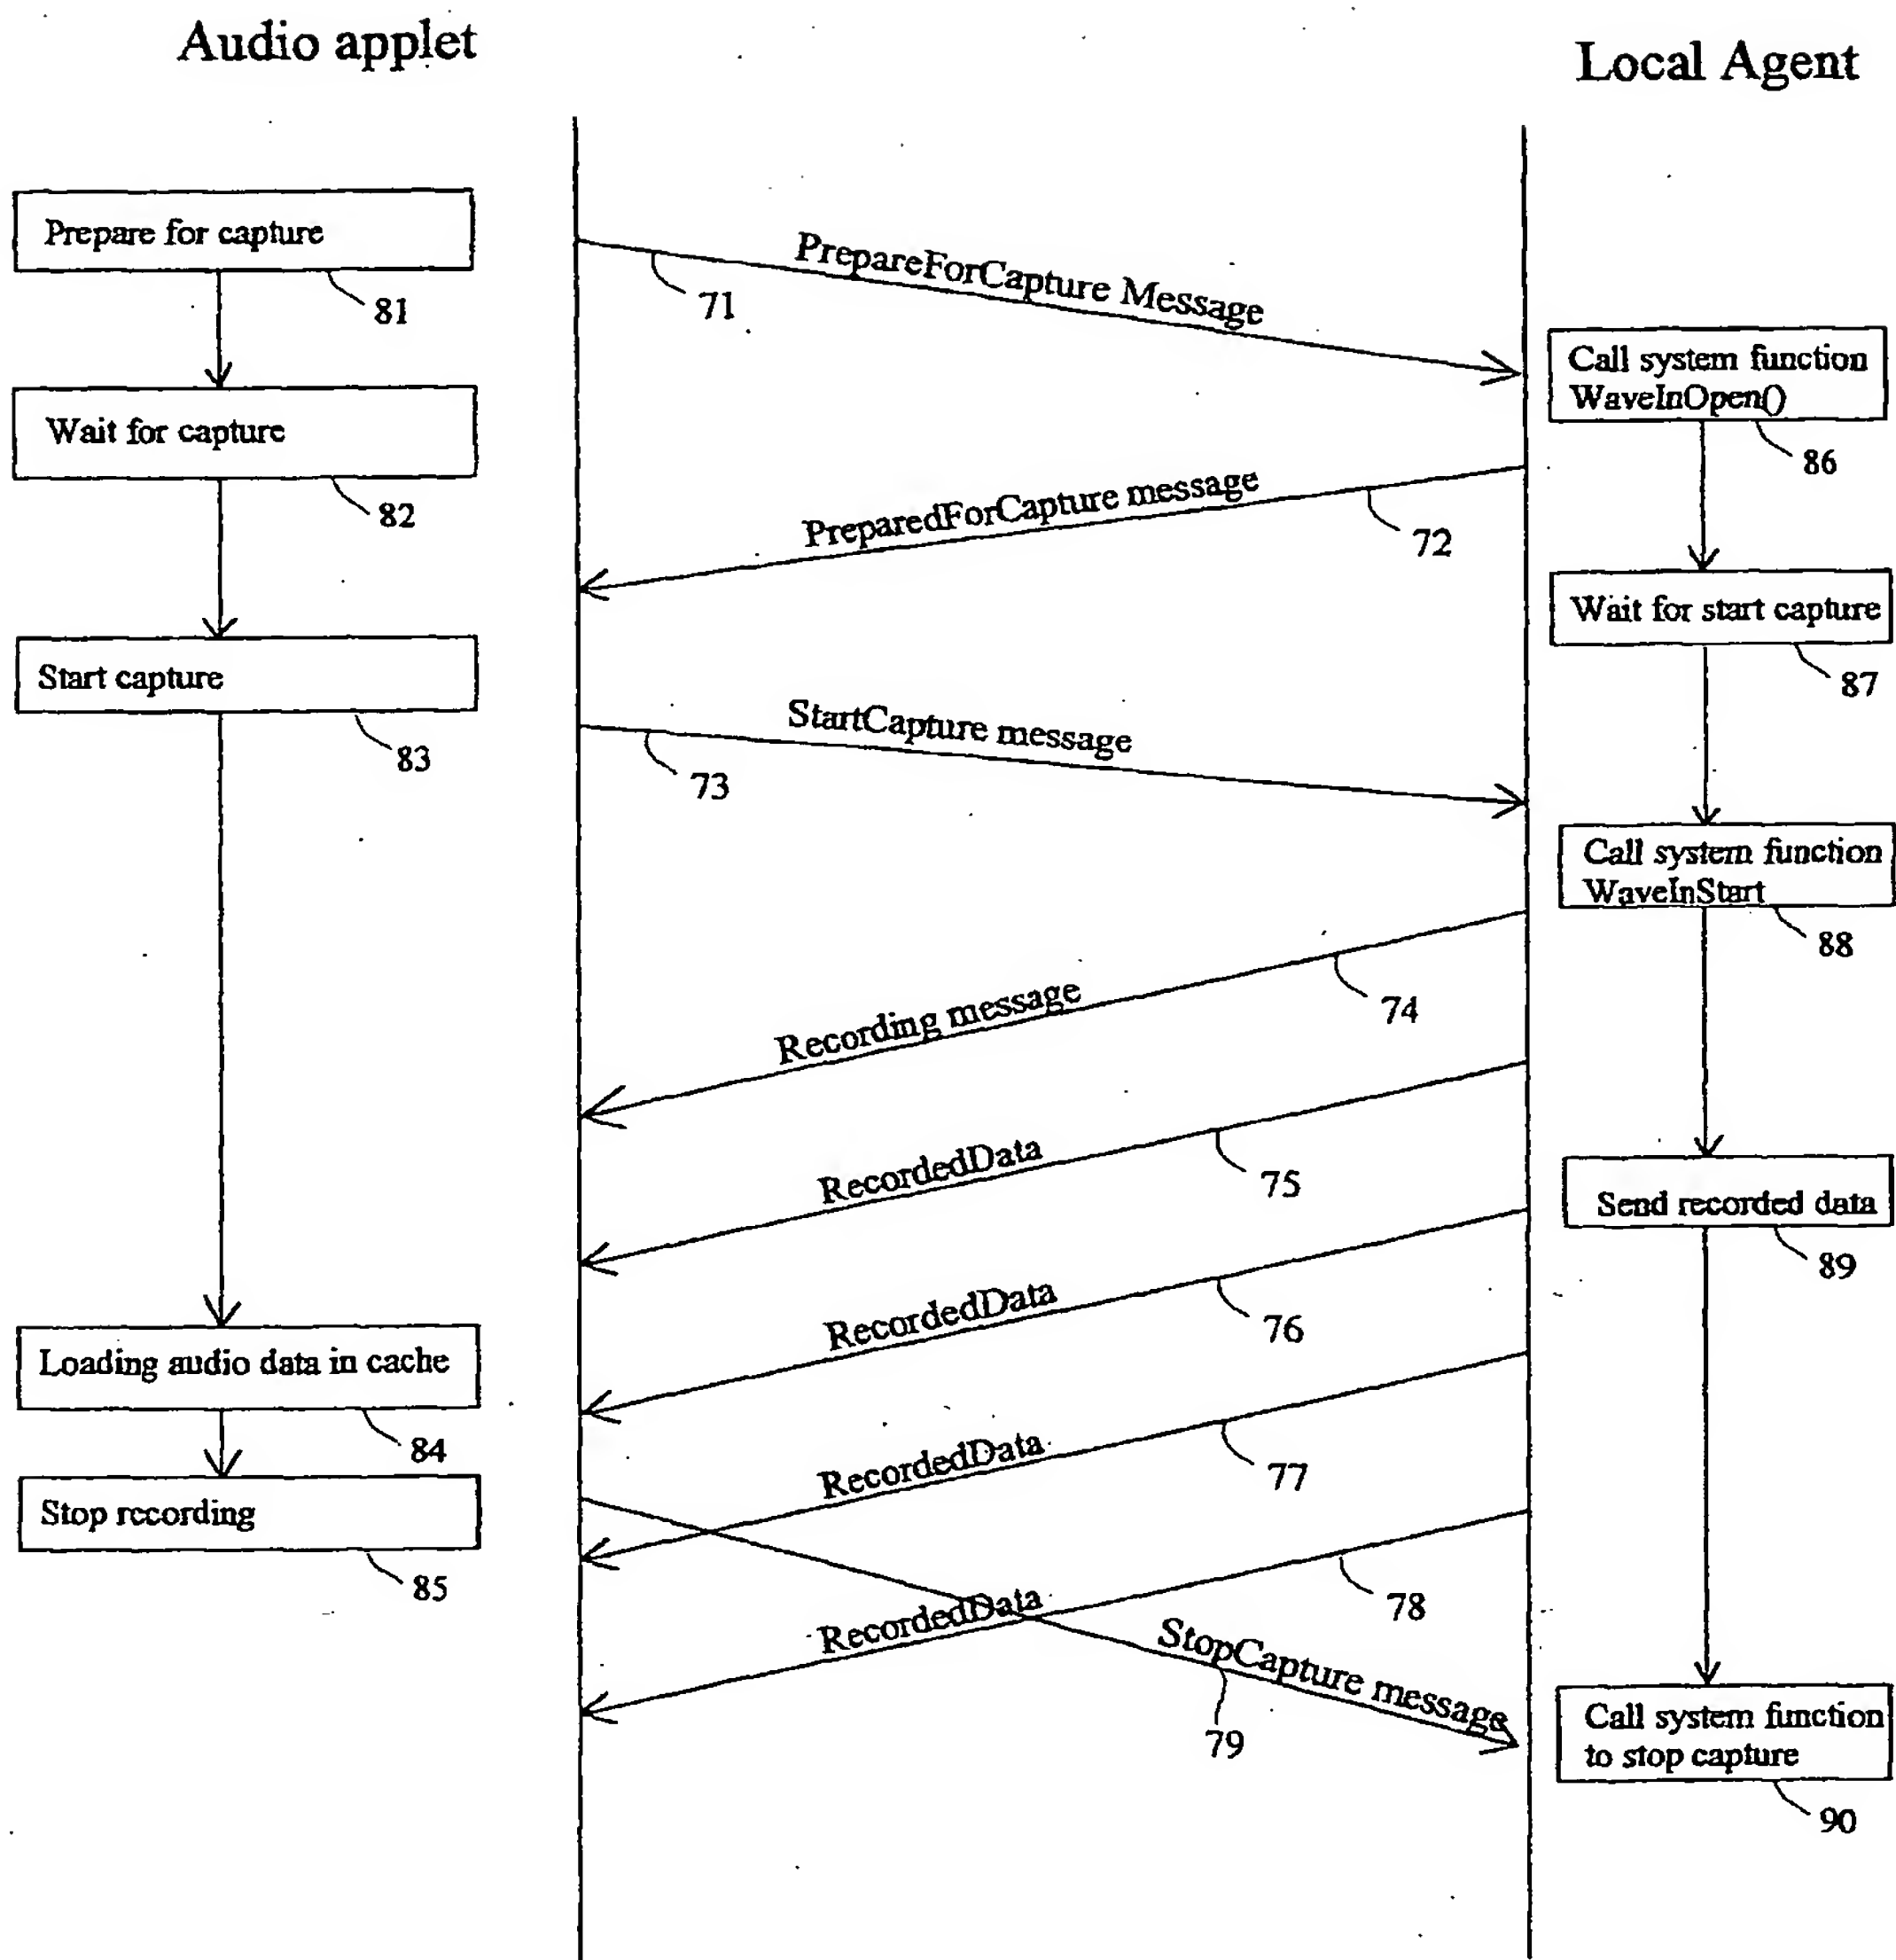 Audio applet
Local Agent
Prepare for capture
81
PrepareForCapture Message
71
Call system function
WaveInOpen()
86
Wait for capture
82
PreparedForCapture message
72
Wait for start capture
87
Start capture
83
StartCapture message
73
Call system function
WaveInStart
88
Recording message
74
RecordedData
75
Send recorded data
89
RecordedData
76
Loading audio data in cache
84
RecordedData
77
Stop recording
85
RecordedData
78
StopCapture message
79
Call system function
to stop capture
90